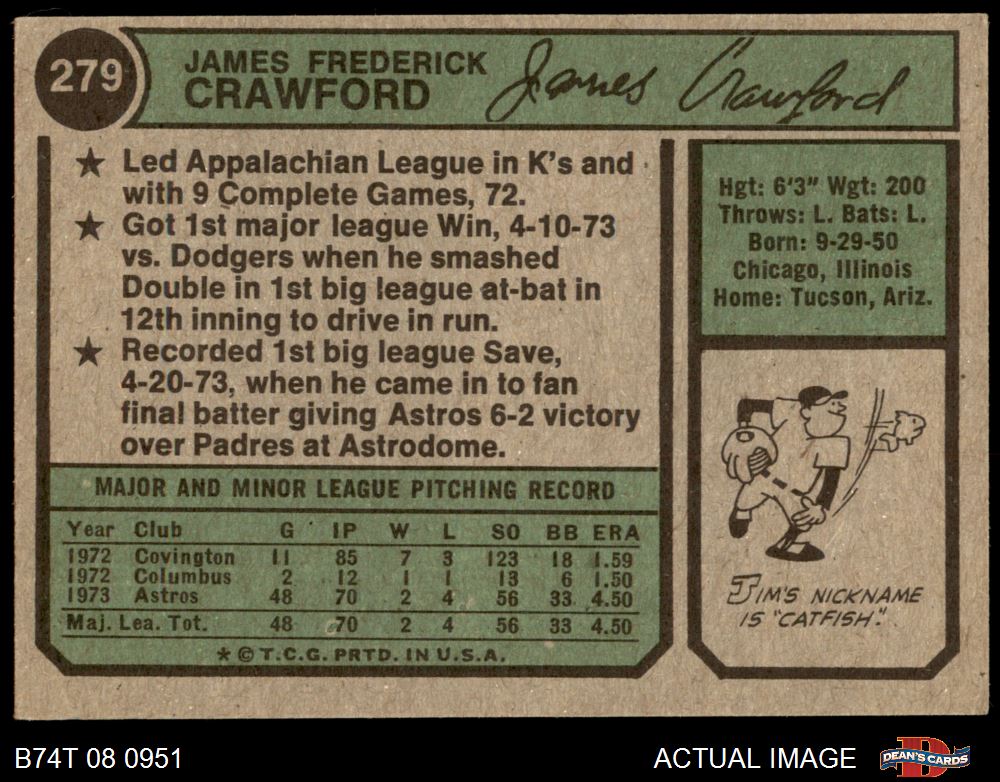 279
JAMES FREDERICK
CRAWFORD
James Crawford
★ Led Appalachian League in K's and
with 9 Complete Games, 72.
★ Got 1st major league Win, 4-10-73
vs. Dodgers when he smashed
Double in 1st big league at-bat in
12th inning to drive in run.
★ Recorded 1st big league Save,
4-20-73, when he came in to fan
final batter giving Astros 6-2 victory
over Padres at Astrodome.
Hgt: 6'3" Wgt: 200
Throws: L. Bats: L.
Born: 9-29-50
Chicago, Illinois
Home: Tucson, Ariz.
JIM'S NICKNAME
IS "CATFISH".
MAJOR AND MINOR LEAGUE PITCHING RECORD
Year Club G IP W L SO BB ERA
1972 Covington 11 85 7 3 123 18 1.59
1972 Columbus 2 12 1 1 13 6 1.50
1973 Astros 48 70 2 4 56 33 4.50
Maj. Lea. Tot. 48 70 2 4 56 33 4.50
★ © T.C.G. PRTD. IN U.S.A.
B74T 08 0951
ACTUAL IMAGE
DEAN'S CARDS